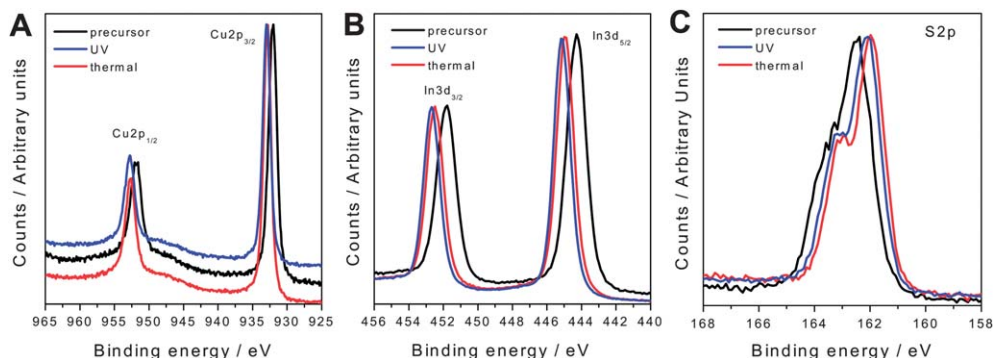 A
precursor
UV
thermal
Cu2p3/2
Cu2p1/2
Counts / Arbitrary Units
965 960 955 950 945 940 935 930 925
Binding energy / eV
B
precursor
UV
thermal
In3d5/2
In3d3/2
Counts / Arbitrary Units
456 454 452 450 448 446 444 442 440
Binding energy / eV
C
precursor
UV
thermal
S2p
Counts / Arbitrary Units
168 166 164 162 160 158
Binding energy / eV